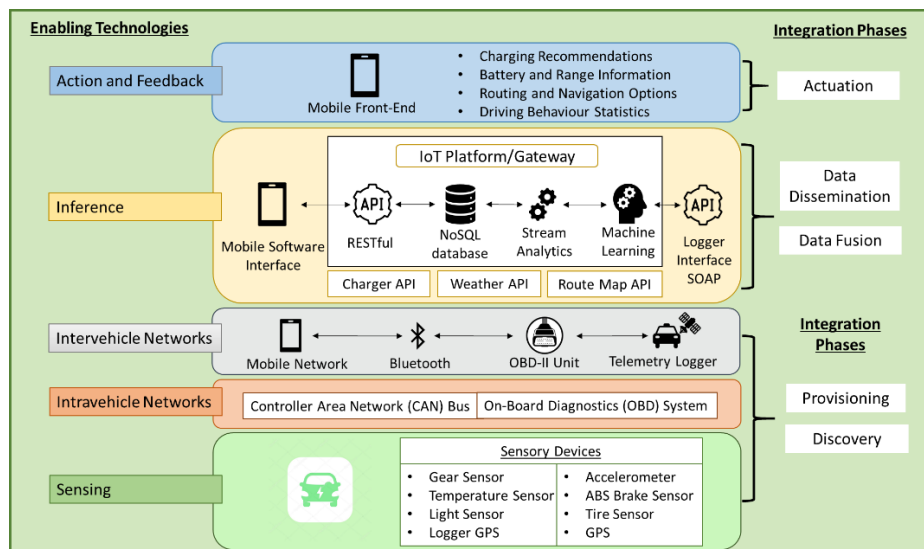 Enabling Technologies
Integration Phases
Action and Feedback
Mobile Front-End
• Charging Recommendations
• Battery and Range Information
• Routing and Navigation Options
• Driving Behaviour Statistics
Actuation
Inference
IoT Platform/Gateway
Mobile Software
Interface
API
RESTful
NoSQL
database
Stream
Analytics
Machine
Learning
API
Logger
Interface
SOAP
Charger API
Weather API
Route Map API
Data
Dissemination
Data Fusion
Intervehicle Networks
Mobile Network
Bluetooth
OBD-II Unit
Telemetry Logger
Integration
Phases
Intravehicle Networks
Controller Area Network (CAN) Bus
On-Board Diagnostics (OBD) System
Provisioning
Discovery
Sensing
Sensory Devices
• Gear Sensor
• Temperature Sensor
• Light Sensor
• Logger GPS
• Accelerometer
• ABS Brake Sensor
• Tire Sensor
• GPS